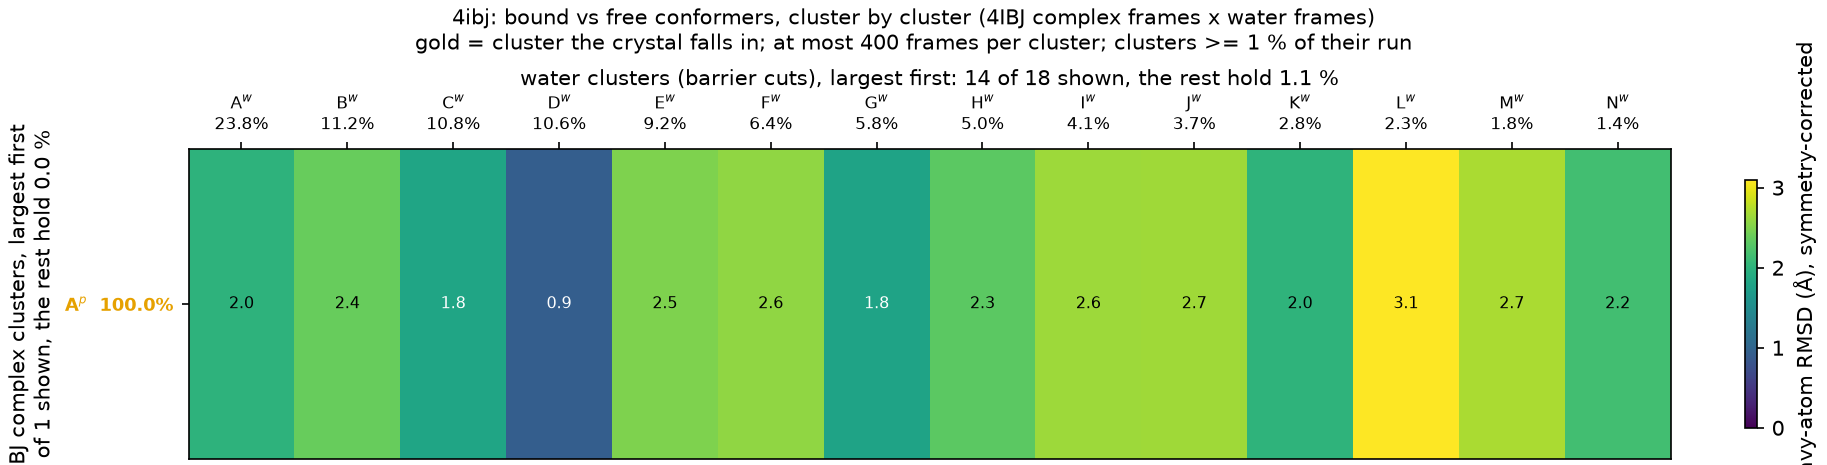 4ibj: bound vs free conformers, cluster by cluster (4IBJ complex frames x water frames)
gold = cluster the crystal falls in; at most 400 frames per cluster; clusters >= 1 % of their run
water clusters (barrier cuts), largest first: 14 of 18 shown, the rest hold 1.1 %
A^w B^w C^w D^w E^w F^w G^w H^w I^w J^w K^w L^w M^w N^w
23.8% 11.2% 10.8% 10.6% 9.2% 6.4% 5.8% 5.0% 4.1% 3.7% 2.8% 2.3% 1.8% 1.4%
BJ complex clusters, largest first
of 1 shown, the rest hold 0.0 %
A^p 100.0%
2.0 2.4 1.8 0.9 2.5 2.6 1.8 2.3 2.6 2.7 2.0 3.1 2.7 2.2
3
2
1
0
vy-atom RMSD (Å), symmetry-corrected